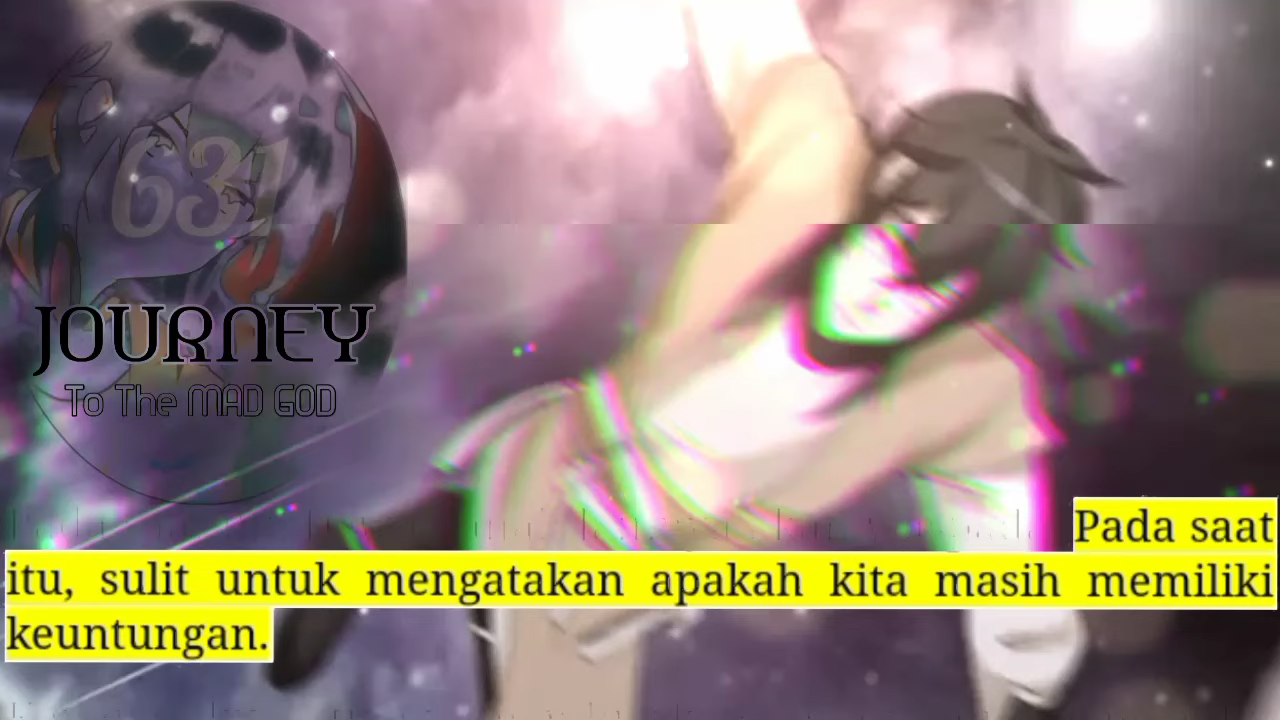 631
JOURNEY
To The MAD GOD
Pada saat
itu, sulit untuk mengatakan apakah kita masih memiliki
keuntungan.